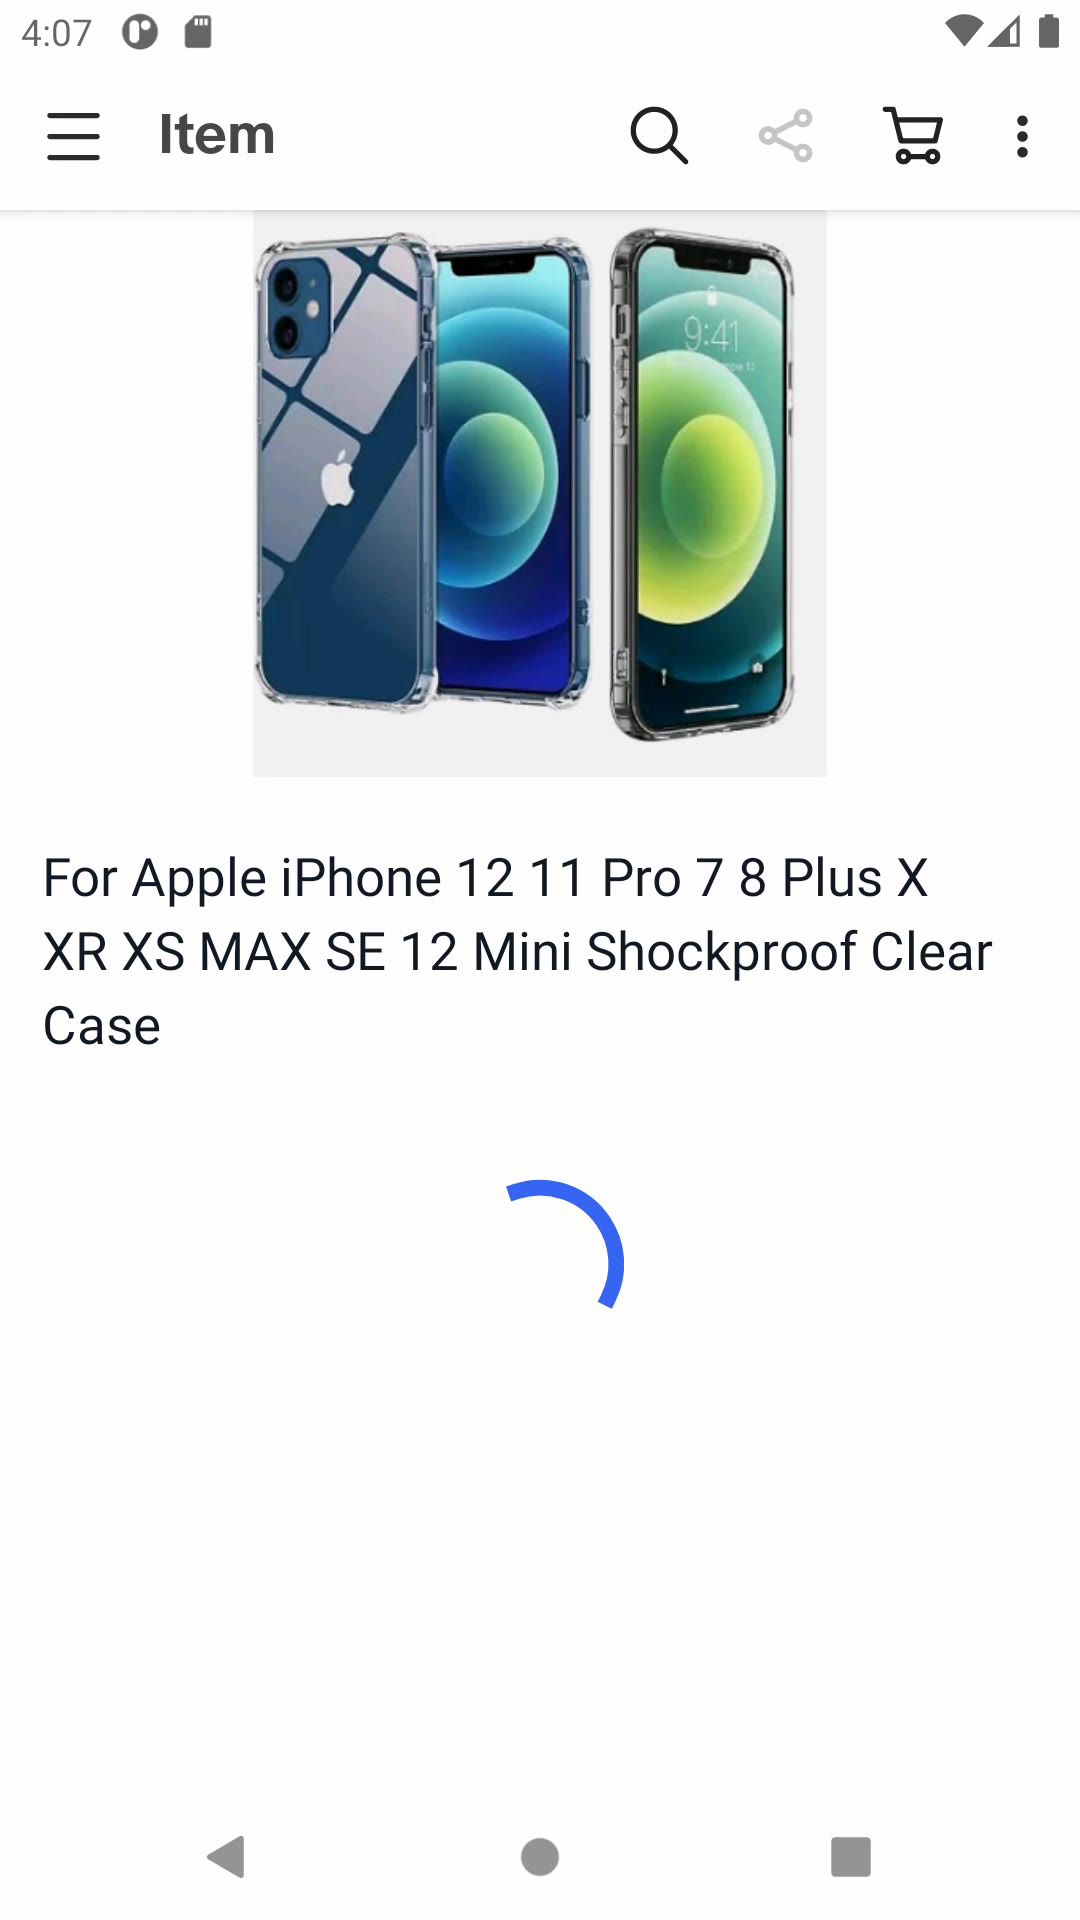 4:07
Item
9:41
For Apple iPhone 12 11 Pro 7 8 Plus X
XR XS MAX SE 12 Mini Shockproof Clear
Case